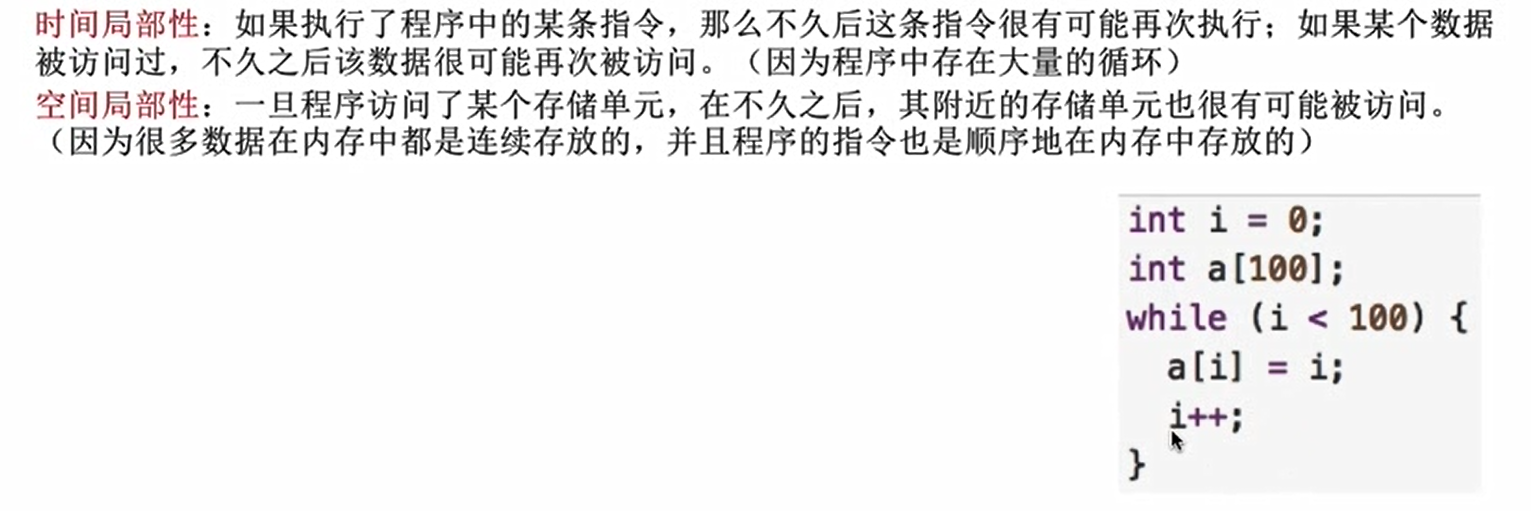 时间局部性：如果执行了程序中的某条指令，那么不久后这条指令很有可能再次执行；如果某个数据
被访问过，不久之后该数据很可能再次被访问。（因为程序中存在大量的循环）
空间局部性：一旦程序访问了某个存储单元，在不久之后，其附近的存储单元也很有可能被访问。
（因为很多数据在内存中都是连续存放的，并且程序的指令也是顺序地在内存中存放的）
int i = 0;
int a[100];
while (i < 100) {
  a[i] = i;
  i++;
}